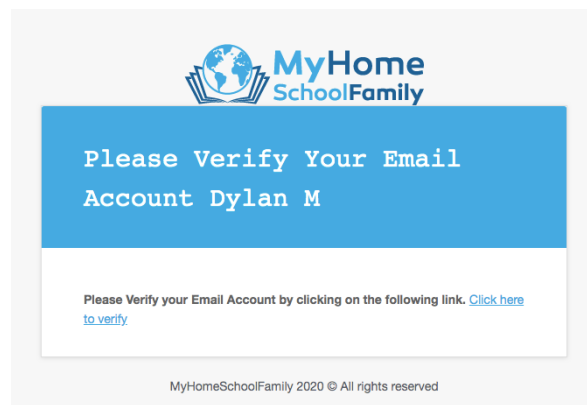 MyHome
SchoolFamily
Please Verify Your Email
Account Dylan M
Please Verify your Email Account by clicking on the following link. Click here
to verify
MyHomeSchoolFamily 2020 © All rights reserved